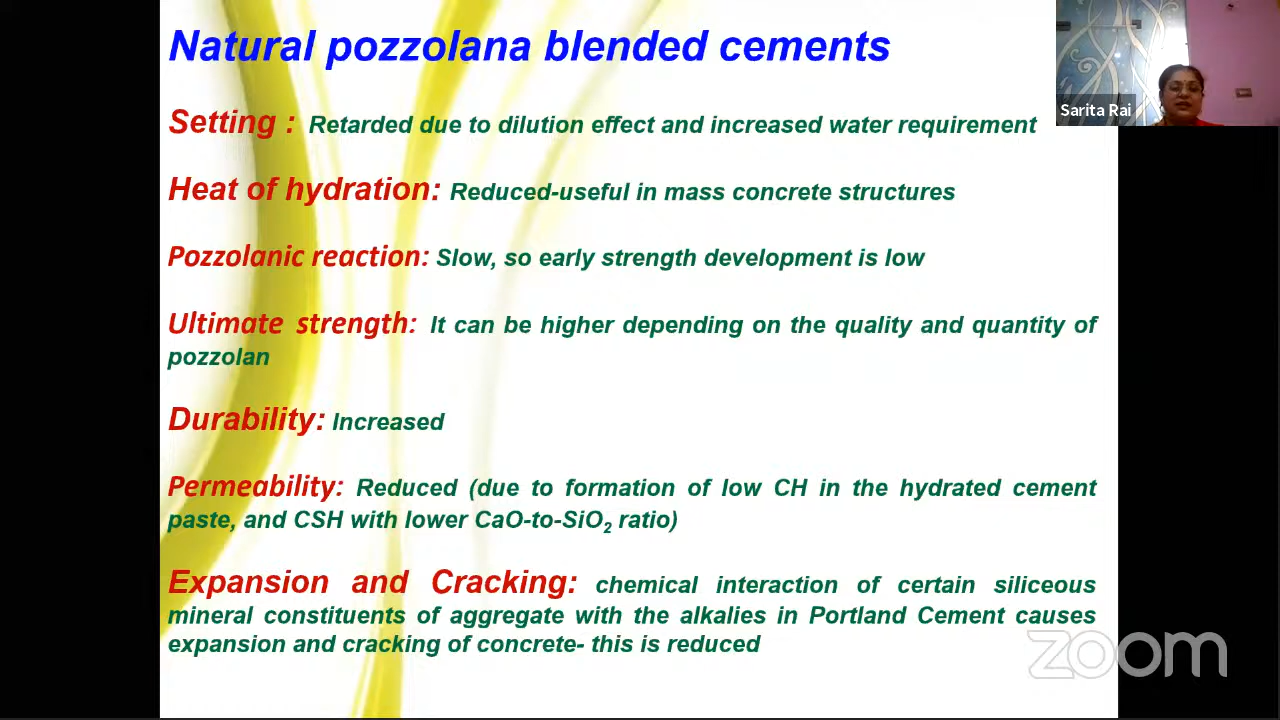 Natural pozzolana blended cements
Sarita Rai
Setting : Retarded due to dilution effect and increased water requirement
Heat of hydration: Reduced-useful in mass concrete structures
Pozzolanic reaction: Slow, so early strength development is low
Ultimate strength: It can be higher depending on the quality and quantity of
pozzolan
Durability: Increased
Permeability: Reduced (due to formation of low CH in the hydrated cement
paste, and CSH with lower CaO-to-SiO₂ ratio)
Expansion and Cracking: chemical interaction of certain siliceous
mineral constituents of aggregate with the alkalies in Portland Cement causes
expansion and cracking of concrete- this is reduced
zoom